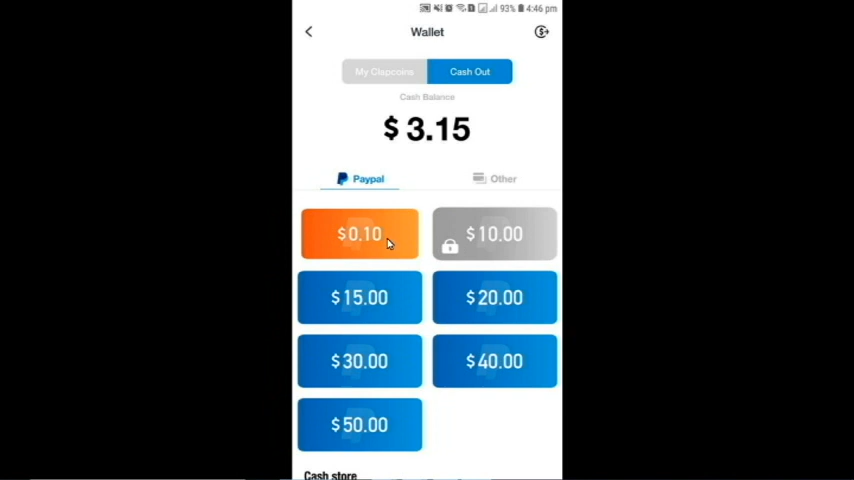 93% 4:46 pm
Wallet
My Clapcoins Cash Out
Cash Balance
$ 3.15
Paypal Other
$0.10 $10.00
$15.00 $20.00
$30.00 $40.00
$50.00
Cash store